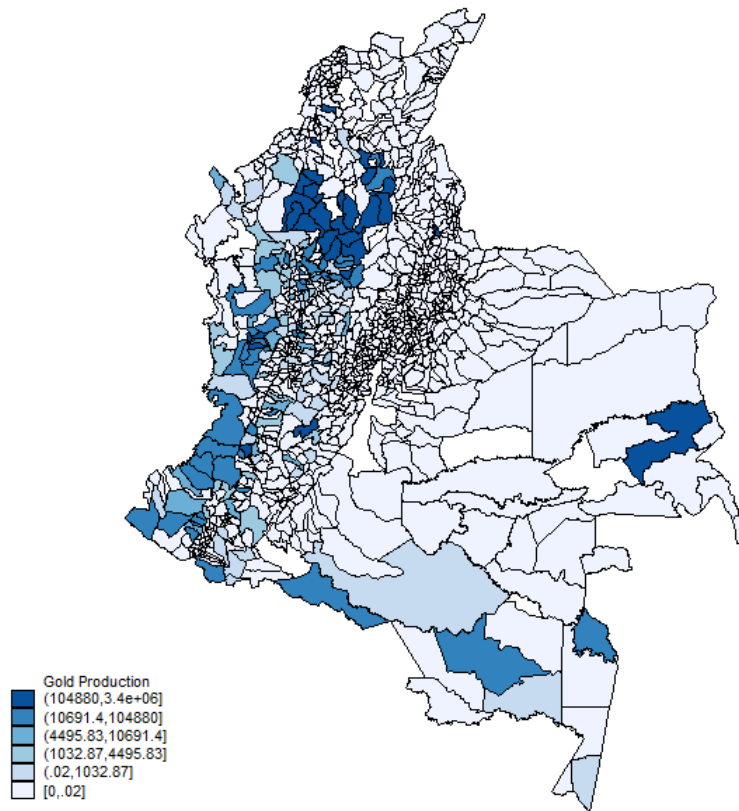 Gold Production
(104880,3.4e+06]
(10691.4,104880]
(4495.83,10691.4]
(1032.87,4495.83]
(.02,1032.87]
[0,.02]